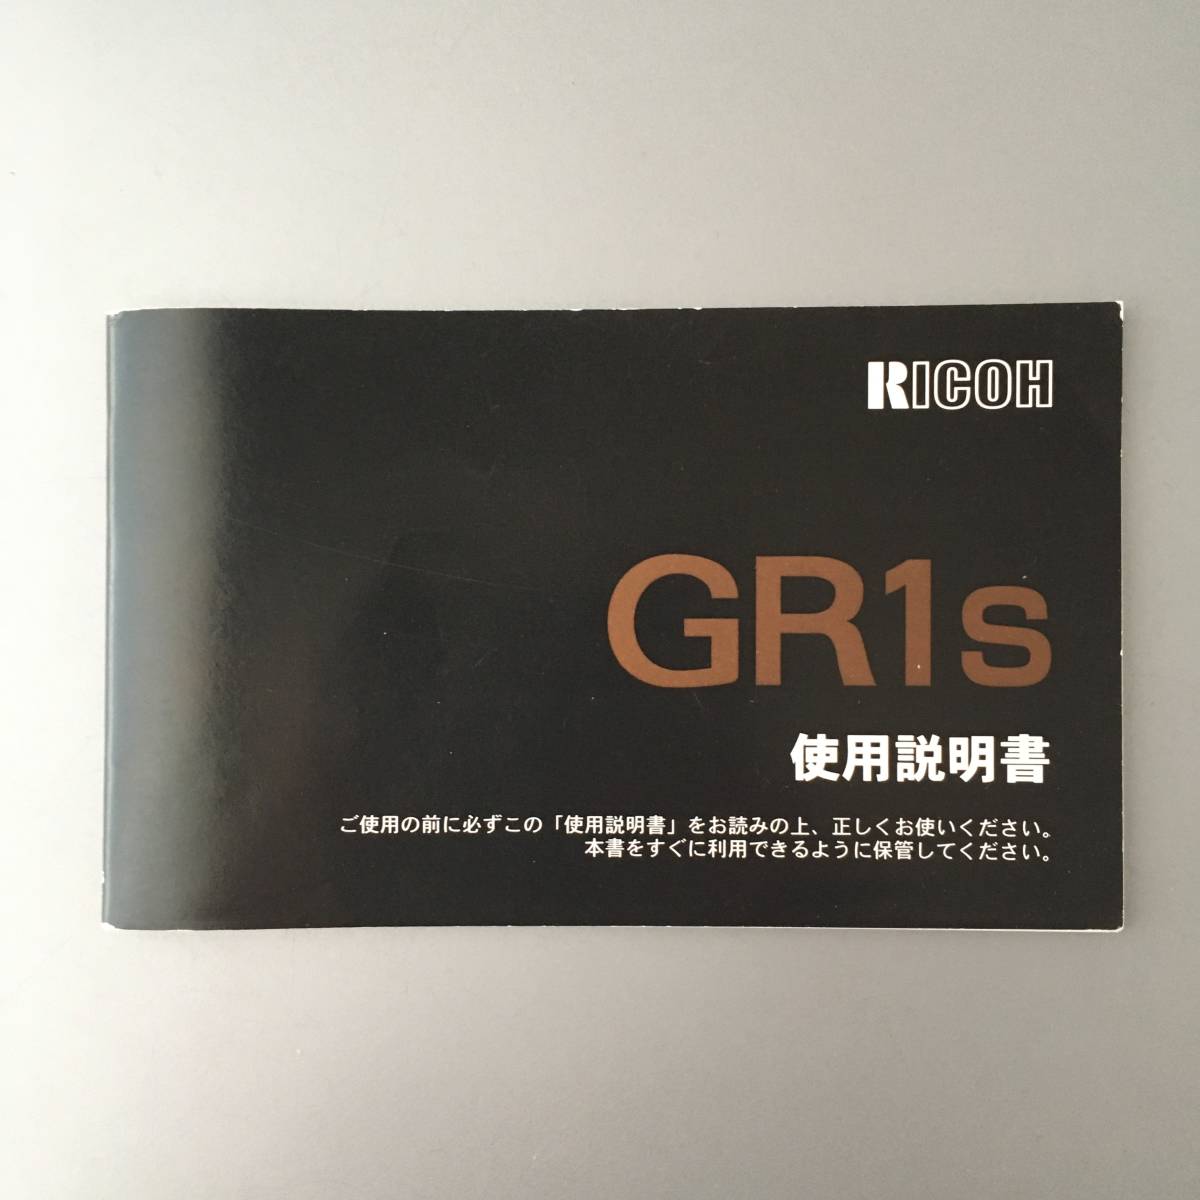 RICOH
GR1s
使用説明書
ご使用の前に必ずこの「使用説明書」をお読みの上、正しくお使いください。
本書をすぐに利用できるように保管してください。